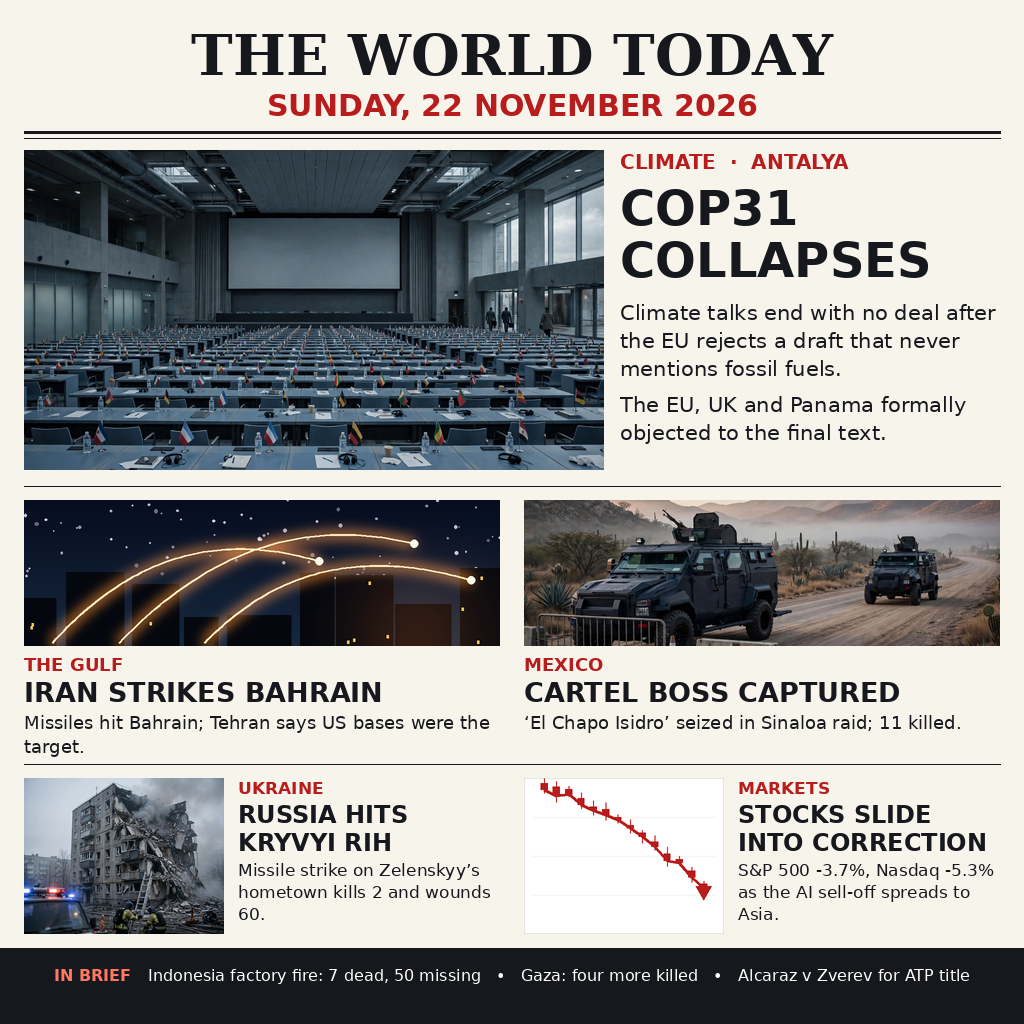 THE WORLD TODAY
SUNDAY, 22 NOVEMBER 2026
CLIMATE · ANTALYA
COP31
COLLAPSES
Climate talks end with no deal after
the EU rejects a draft that never
mentions fossil fuels.
The EU, UK and Panama formally
objected to the final text.
THE GULF
IRAN STRIKES BAHRAIN
Missiles hit Bahrain; Tehran says US bases were the
target.
MEXICO
CARTEL BOSS CAPTURED
‘El Chapo Isidro’ seized in Sinaloa raid; 11 killed.
UKRAINE
RUSSIA HITS
KRYVYI RIH
Missile strike on Zelenskyy’s
hometown kills 2 and wounds
60.
MARKETS
STOCKS SLIDE
INTO CORRECTION
S&P 500 -3.7%, Nasdaq -5.3%
as the AI sell-off spreads to
Asia.
IN BRIEF Indonesia factory fire: 7 dead, 50 missing • Gaza: four more killed • Alcaraz v Zverev for ATP title